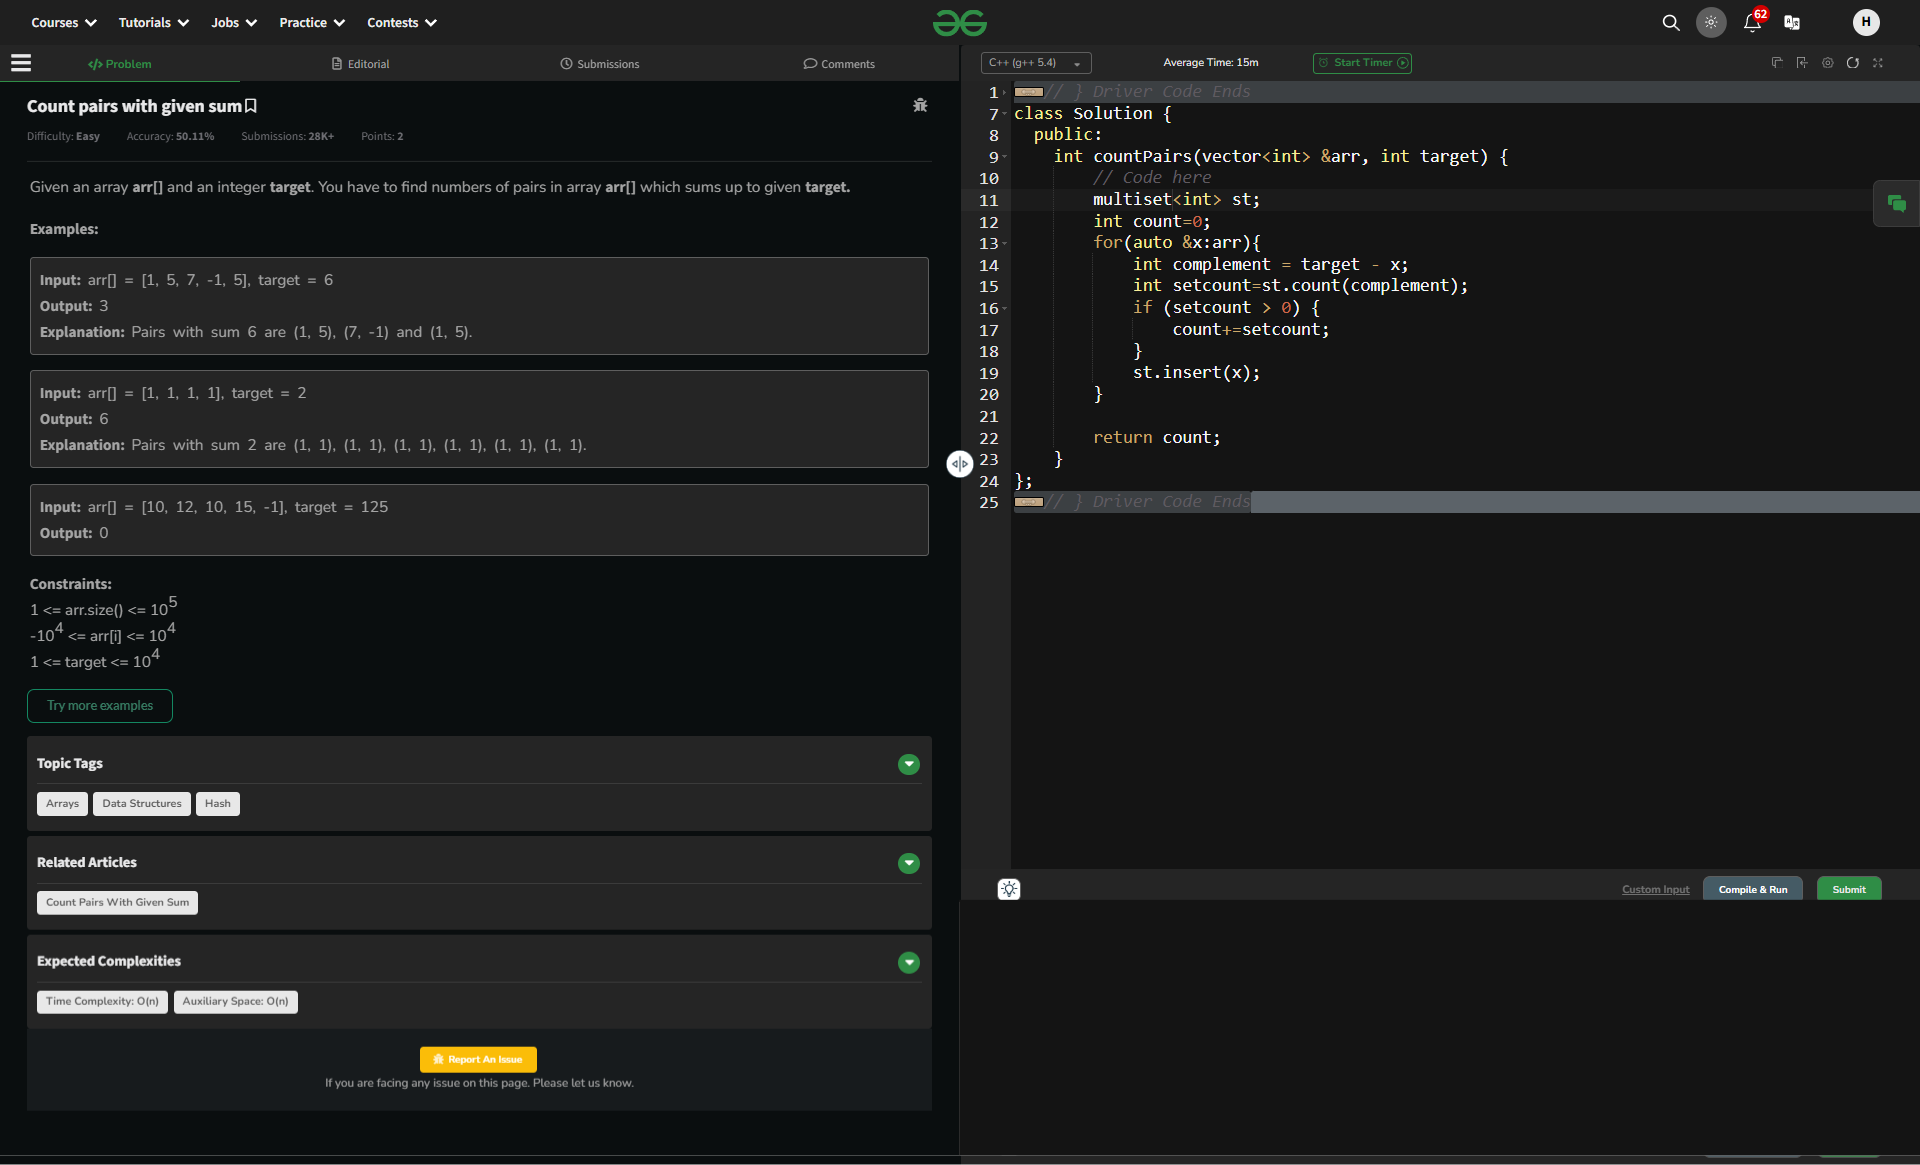 Courses Tutorials Jobs Practice Contests 62 H
Problem Editorial Submissions Comments
Count pairs with given sum
Difficulty: Easy Accuracy: 50.11% Submissions: 28K+ Points: 2
Given an array arr[] and an integer target. You have to find numbers of pairs in array arr[] which sums up to given target.
Examples:
Input: arr[] = [1, 5, 7, -1, 5], target = 6
Output: 3
Explanation: Pairs with sum 6 are (1, 5), (7, -1) and (1, 5).
Input: arr[] = [1, 1, 1, 1], target = 2
Output: 6
Explanation: Pairs with sum 2 are (1, 1), (1, 1), (1, 1), (1, 1), (1, 1), (1, 1).
Input: arr[] = [10, 12, 10, 15, -1], target = 125
Output: 0
Constraints:
1 <= arr.size() <= 10^5
-10^4 <= arr[i] <= 10^4
1 <= target <= 10^4
Try more examples
Topic Tags
Arrays Data Structures Hash
Related Articles
Count Pairs With Given Sum
Expected Complexities
Time Complexity: O(n) Auxiliary Space: O(n)
Report An Issue
If you are facing any issue on this page. Please let us know.
C++ (g++ 5.4) Average Time: 15m Start Timer
1 // } Driver Code Ends
7 class Solution {
8 public:
9 int countPairs(vector<int> &arr, int target) {
10 // Code here
11 multiset<int> st;
12 int count=0;
13 for(auto &x:arr){
14 int complement = target - x;
15 int setcount=st.count(complement);
16 if (setcount > 0) {
17 count+=setcount;
18 }
19 st.insert(x);
20 }
21
22 return count;
23 }
24 };
25 // } Driver Code Ends
Custom Input Compile & Run Submit